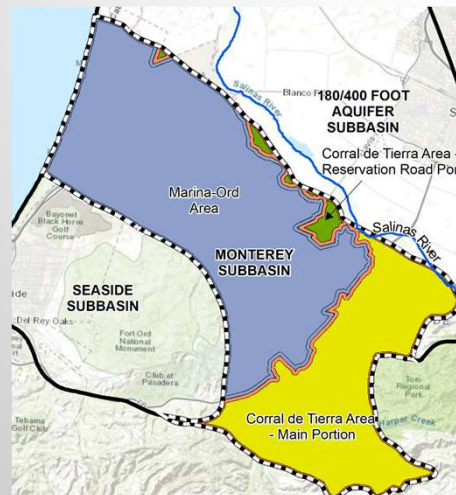 Blanco
Salinas
River
180/400 FOOT
AQUIFER
SUBBASIN
Corral de Tierra Area -
Reservation Road Por
Marina-Ord
Area
Salinas
River
MONTEREY
SUBBASIN
Bayonet
Black Horse
Golf
Course
SEASIDE
SUBBASIN
ide
Del Rey Oaks
Fort Ord
National
Monument
Club at
Pasadera
Toro
Regional
Park
Corral de Tierra Area
- Main Portion
Harper Creek
Tehama
Golf Club